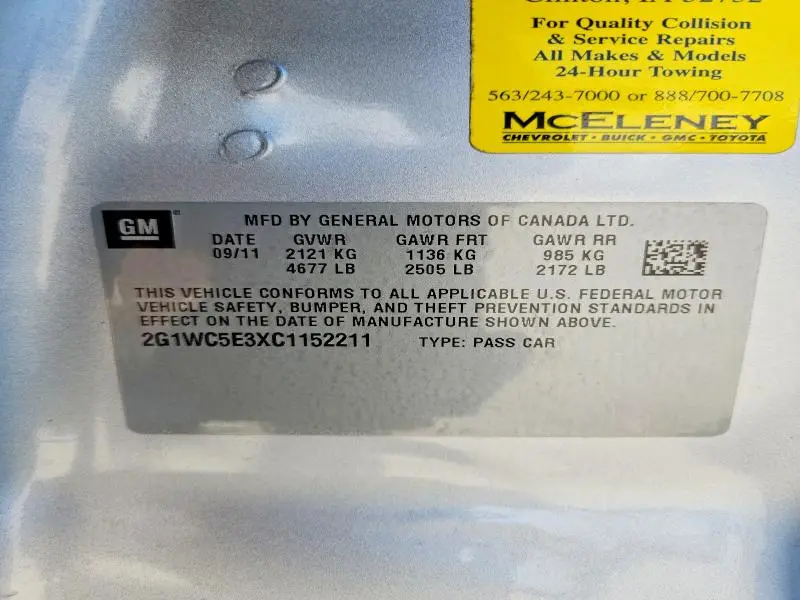 Clinton, IA 52732
For Quality Collision
& Service Repairs
All Makes & Models
24-Hour Towing
563/243-7000 or 888/700-7708
MCELENEY
CHEVROLET • BUICK • GMC • TOYOTA
GM
MFD BY GENERAL MOTORS OF CANADA LTD.
DATE GVWR GAWR FRT GAWR RR
09/11 2121 KG 1136 KG 985 KG
4677 LB 2505 LB 2172 LB
THIS VEHICLE CONFORMS TO ALL APPLICABLE U.S. FEDERAL MOTOR
VEHICLE SAFETY, BUMPER, AND THEFT PREVENTION STANDARDS IN
EFFECT ON THE DATE OF MANUFACTURE SHOWN ABOVE.
2G1WC5E3XC1152211 TYPE: PASS CAR